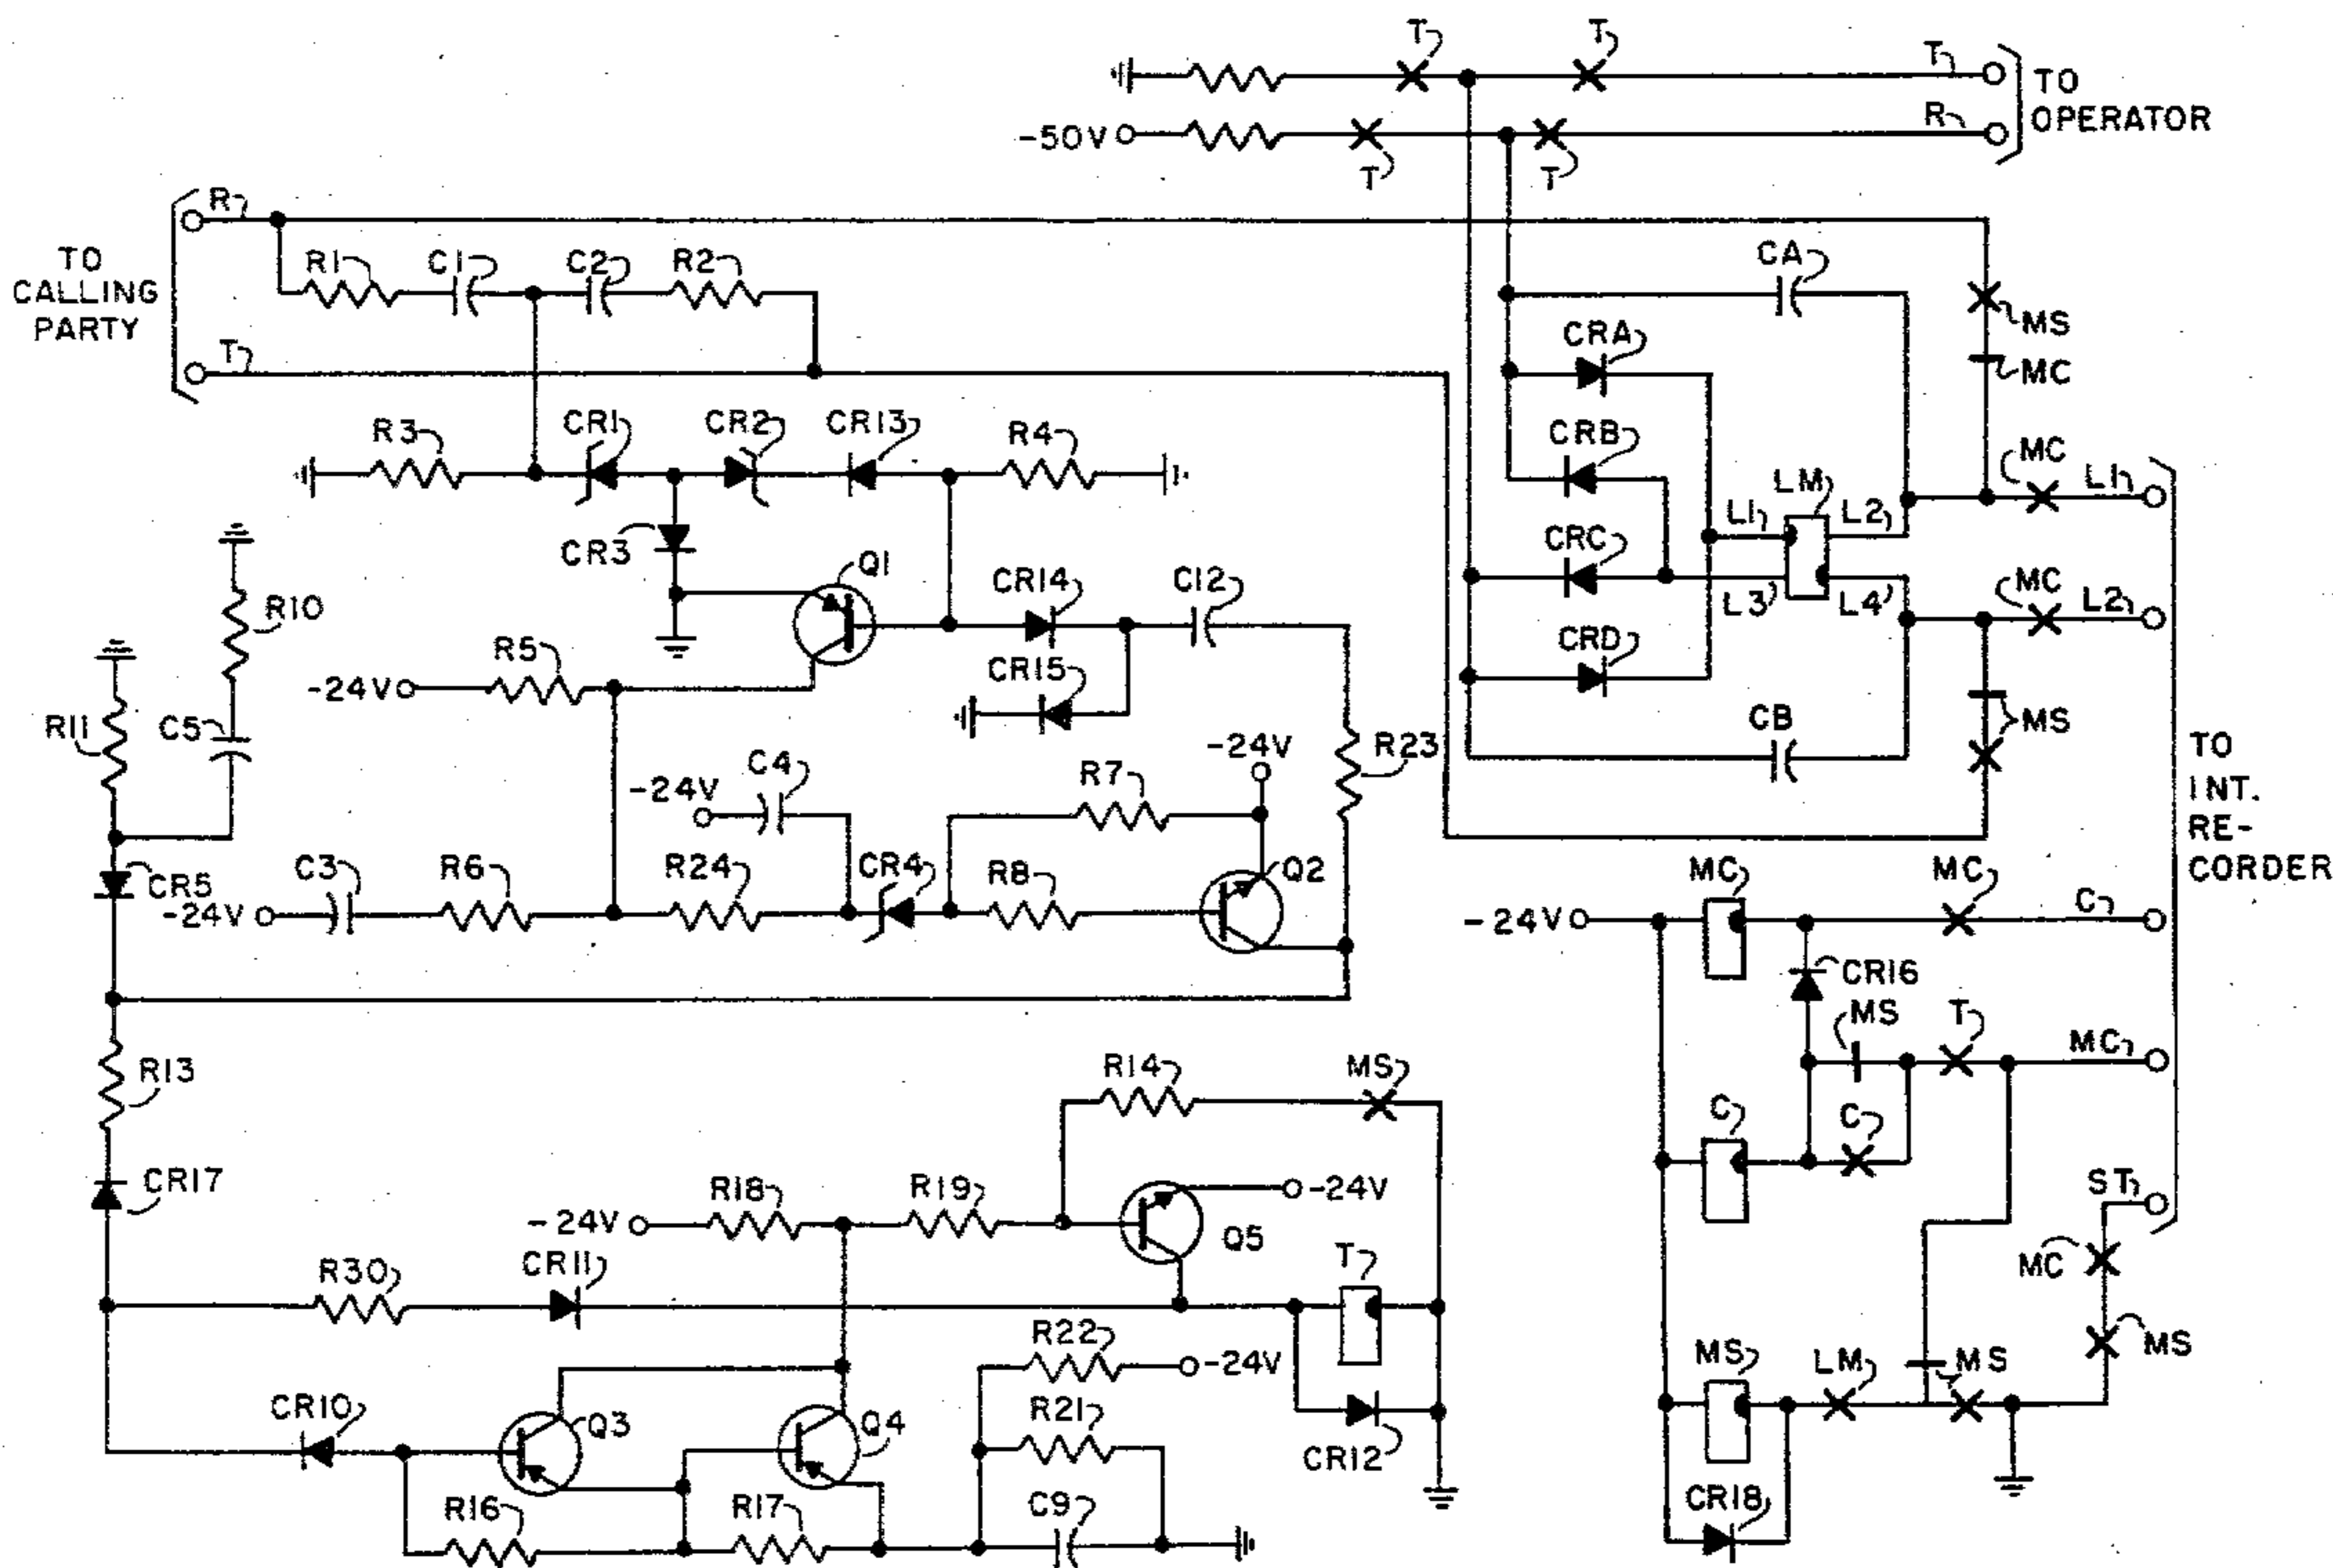 T T T TO
OPERATOR
-50V R
T T
R
TO
CALLING
PARTY
R1 C1 C2 R2
T
CA
MS
MC
CRA
R3 CR1 CR2 CR13 R4
CRB
LM
MC
L1
L1 L2
CR3
Q1
CR14 C12
CRC
L3 L4
MC
L2
R10
R5
-24V
CR15
CRD
MS
R11 C5
C4
-24V
R7
-24V
R23
CB
TO
INT.
RE-
CORDER
CR5
-24V
C3 R6 R24 CR4 R8 Q2
MC MC
-24V
C
CR16
MS T
MC
R13
R14 MS
C C
CR17
R18 R19
-24V
-24V
Q5
ST
R30 CR11
T
MC
R22
-24V
MS
CR10 Q3 Q4
R21
CR12
MS LM MS
R16 R17 C9
CR18